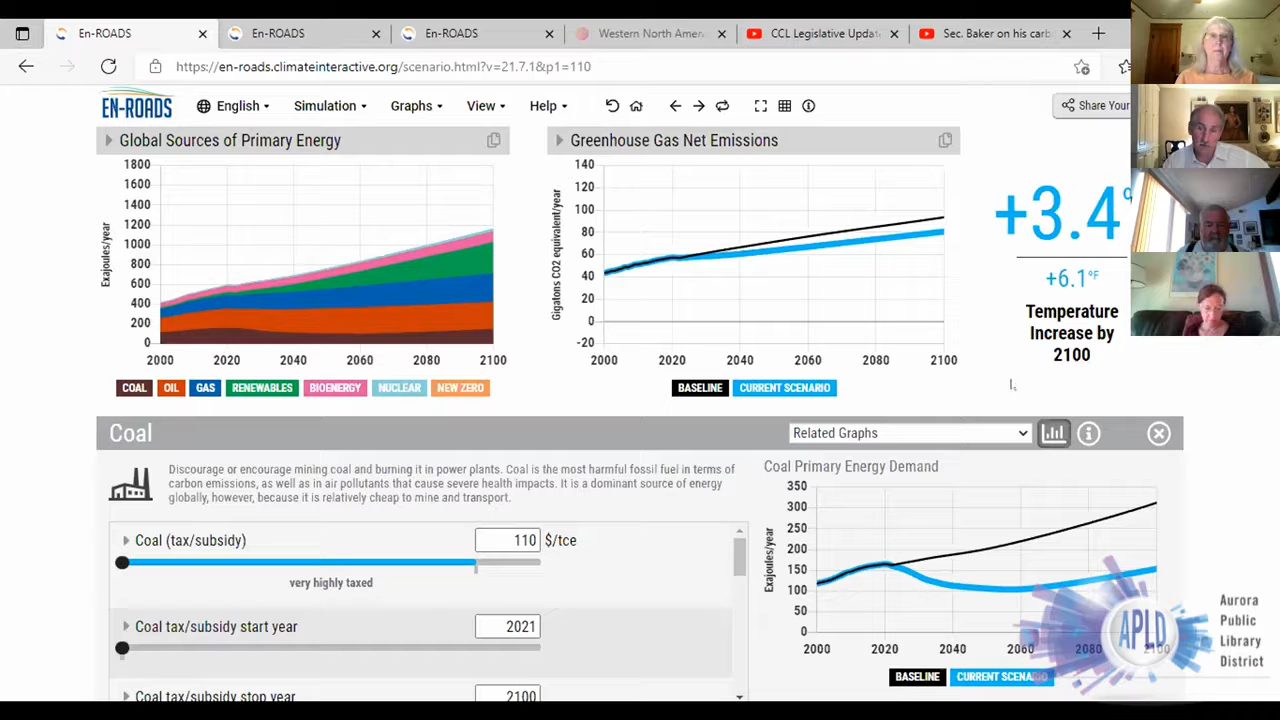 En-ROADS
En-ROADS
En-ROADS
Western North Ame
CCL Legislative Updat
Sec. Baker on his carb
https://en-roads.climateinteractive.org/scenario.html?v=21.7.1&p1=110
EN-ROADS
English
Simulation
Graphs
View
Help
Share Your
Global Sources of Primary Energy
Exajoules/year
1800
1600
1400
1200
1000
800
600
400
200
0
2000 2020 2040 2060 2080 2100
COAL OIL GAS RENEWABLES BIOENERGY NUCLEAR NEW ZERO
Greenhouse Gas Net Emissions
Gigatons CO2 equivalent/year
140
120
100
80
60
40
20
0
-20
2000 2020 2040 2060 2080 2100
BASELINE CURRENT SCENARIO
+3.4°
+6.1°F
Temperature
Increase by
2100
Coal
Related Graphs
Discourage or encourage mining coal and burning it in power plants. Coal is the most harmful fossil fuel in terms of
carbon emissions, as well as in air pollutants that cause severe health impacts. It is a dominant source of energy
globally, however, because it is relatively cheap to mine and transport.
Coal (tax/subsidy) 110 $/tce
very highly taxed
Coal tax/subsidy start year 2021
Coal tax/subsidy stop year 2100
Coal Primary Energy Demand
Exajoules/year
350
300
250
200
150
100
50
0
2000 2020 2040 2060 2080 2100
BASELINE CURRENT SCENARIO
APLD
Aurora
Public
Library
District